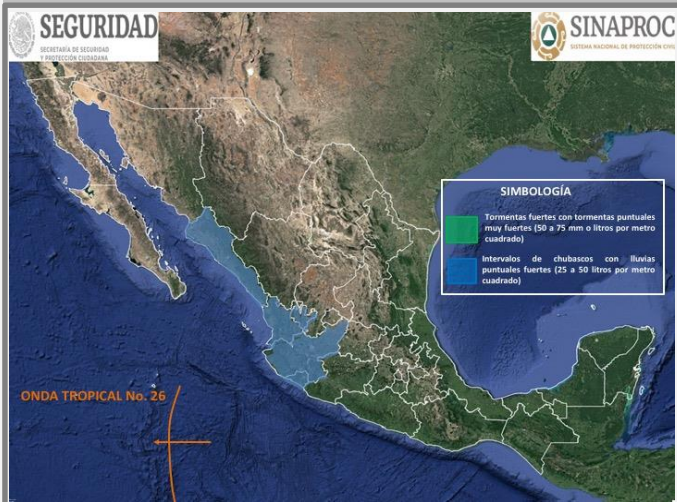 SEGURIDAD
SECRETARÍA DE SEGURIDAD
Y PROTECCIÓN CIUDADANA
SINAPROC
SISTEMA NACIONAL DE PROTECCIÓN CIVIL
SIMBOLOGÍA
Tormentas fuertes con tormentas puntuales
muy fuertes (50 a 75 mm o litros por metro
cuadrado)
Intervalos de chubascos con lluvias
puntuales fuertes (25 a 50 litros por metro
cuadrado)
ONDA TROPICAL No. 26